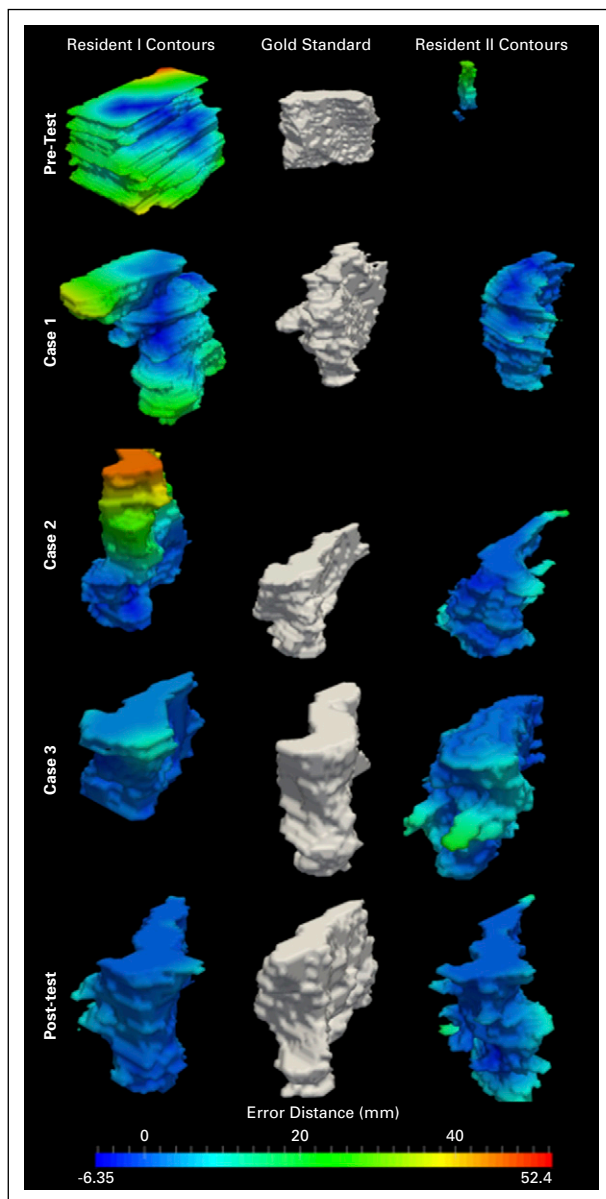 Resident I Contours Gold Standard Resident II Contours
Pre-Test
Case 1
Case 2
Case 3
Post-test
Error Distance (mm)
0 20 40
-6.35 52.4